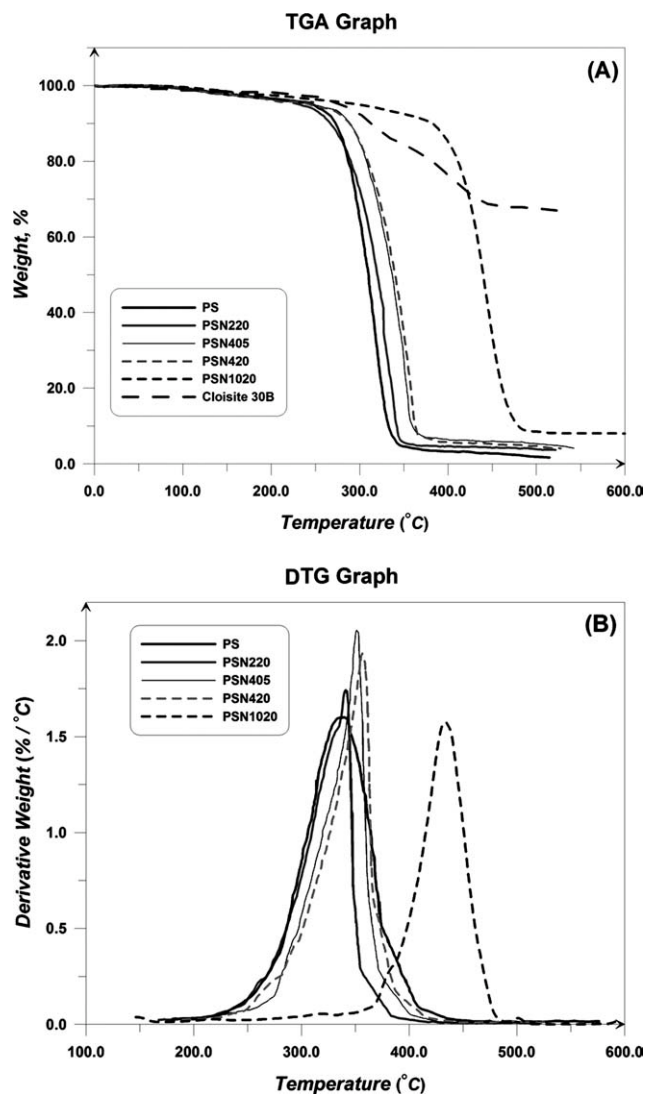 TGA Graph
(A)
100.0
80.0
60.0
40.0
20.0
0.0
Weight, %
PS
PSN220
PSN405
PSN420
PSN1020
Cloisite 30B
0.0 100.0 200.0 300.0 400.0 500.0 600.0
Temperature (°C)
DTG Graph
(B)
2.0
1.5
1.0
0.5
0.0
Derivative Weight (% / °C)
PS
PSN220
PSN405
PSN420
PSN1020
100.0 200.0 300.0 400.0 500.0 600.0
Temperature (°C)